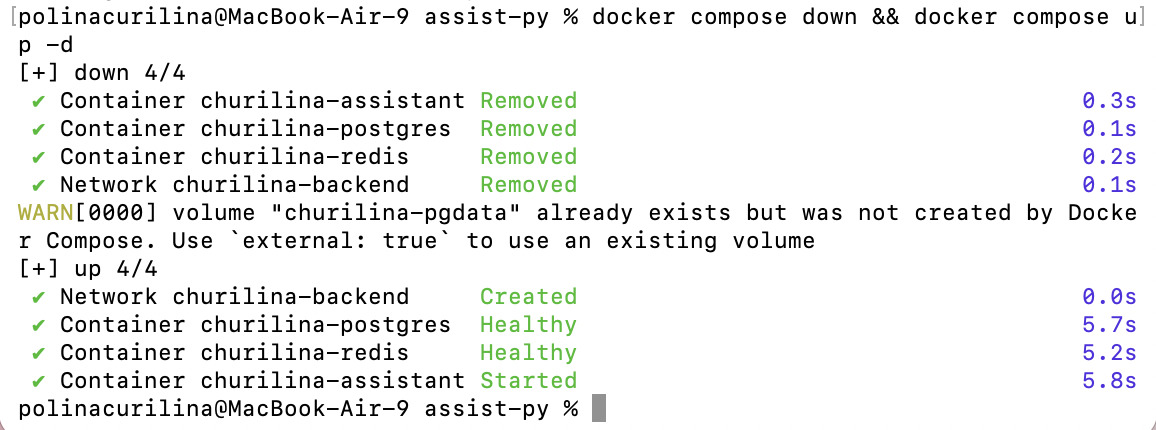 [polinacurilina@MacBook-Air-9 assist-py % docker compose down && docker compose u]
p -d
[+] down 4/4
✔ Container churilina-assistant Removed 0.3s
✔ Container churilina-postgres Removed 0.1s
✔ Container churilina-redis Removed 0.2s
✔ Network churilina-backend Removed 0.1s
WARN[0000] volume "churilina-pgdata" already exists but was not created by Docke
r Compose. Use `external: true` to use an existing volume
[+] up 4/4
✔ Network churilina-backend Created 0.0s
✔ Container churilina-postgres Healthy 5.7s
✔ Container churilina-redis Healthy 5.2s
✔ Container churilina-assistant Started 5.8s
polinacurilina@MacBook-Air-9 assist-py %